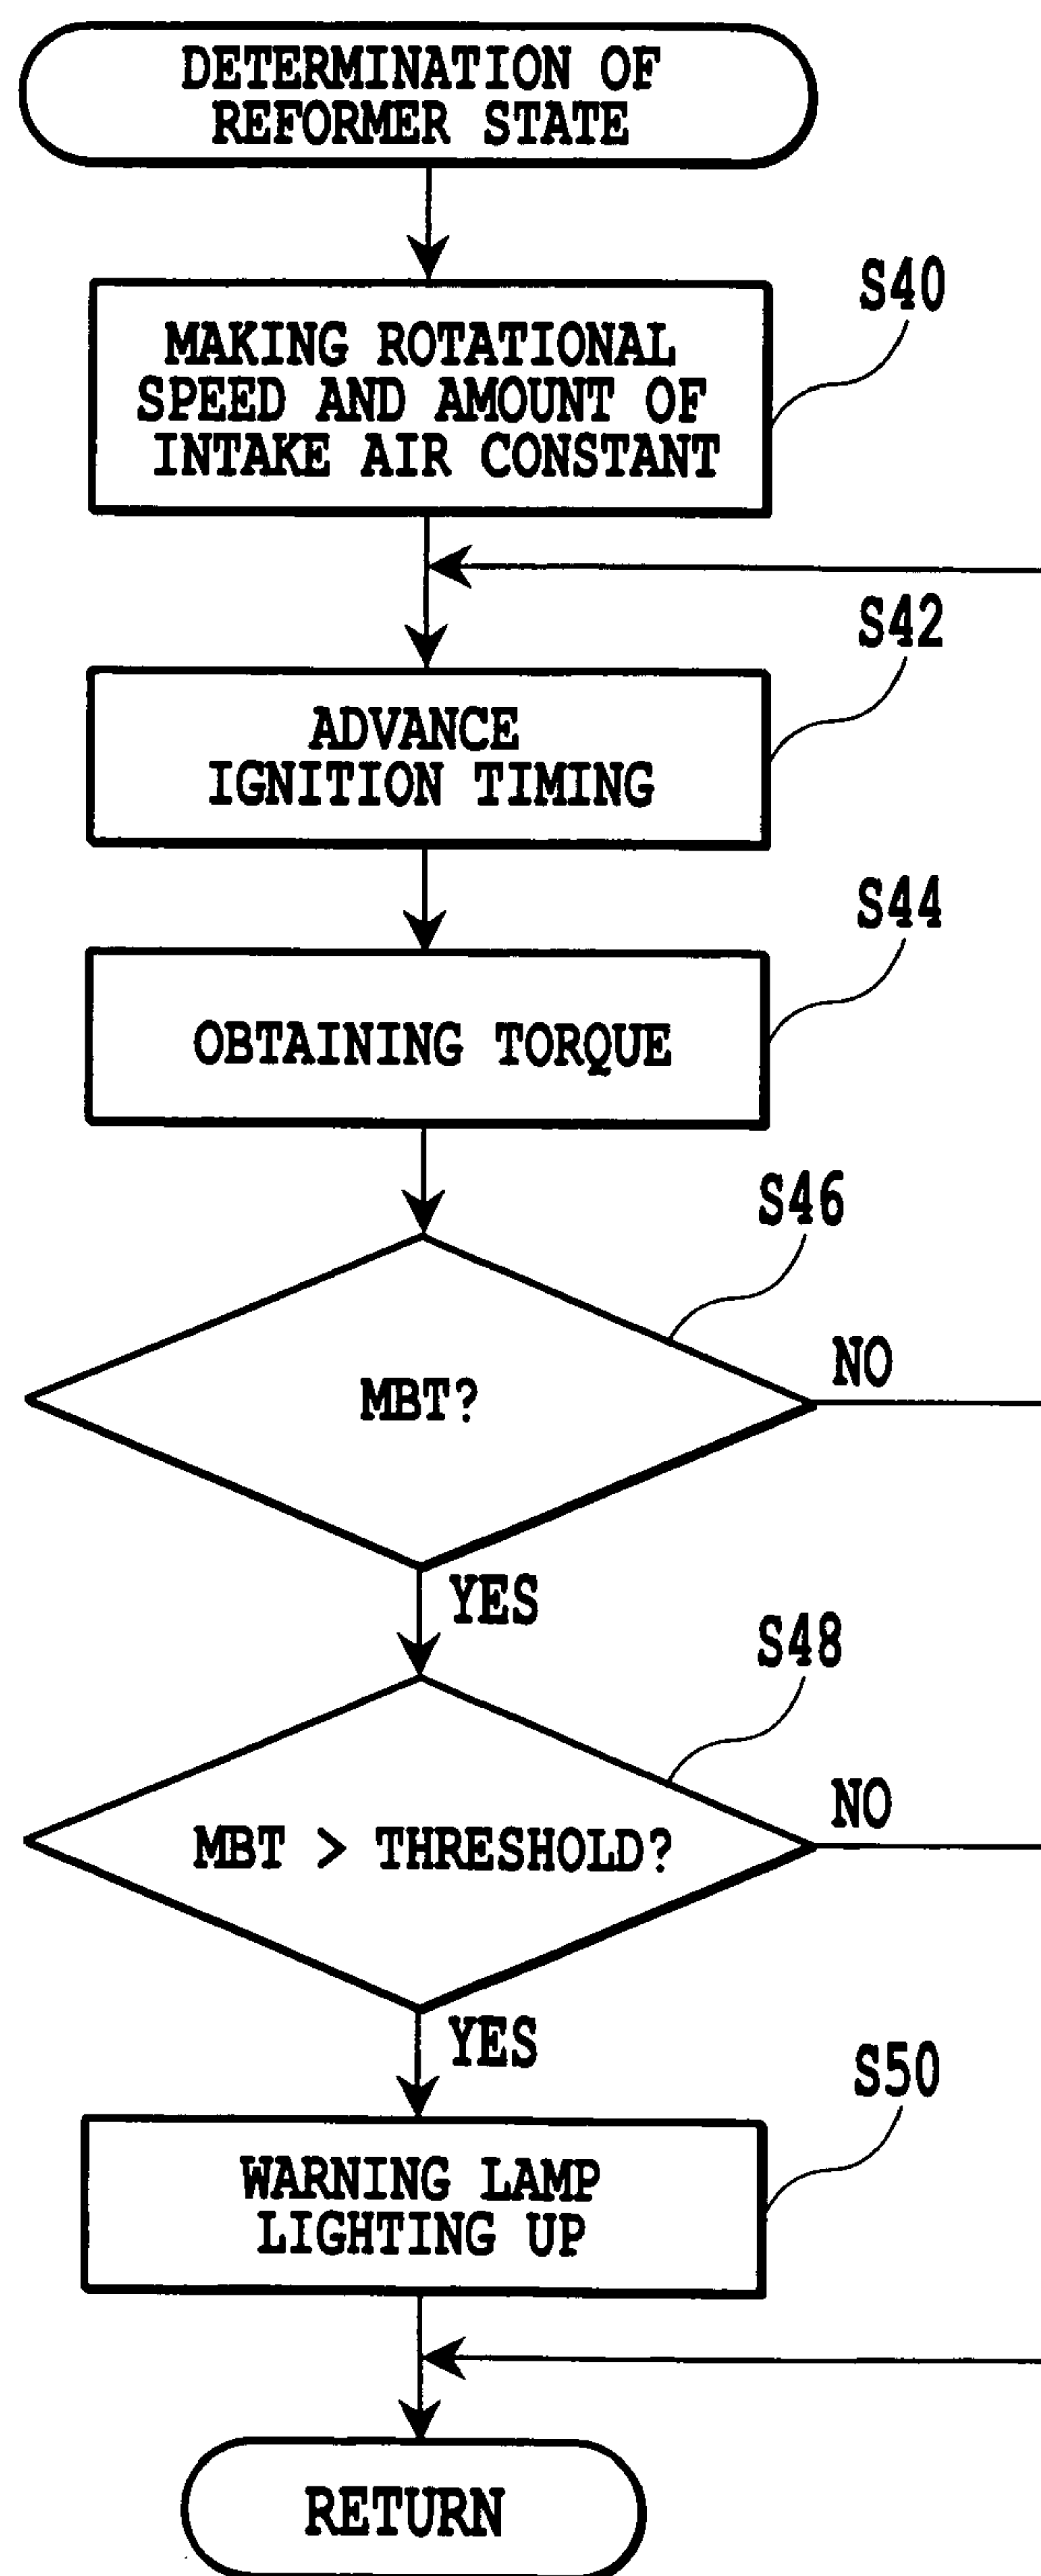 DETERMINATION OF
REFORMER STATE
S40
MAKING ROTATIONAL
SPEED AND AMOUNT OF
INTAKE AIR CONSTANT
S42
ADVANCE
IGNITION TIMING
S44
OBTAINING TORQUE
S46
MBT?
NO
YES
S48
MBT > THRESHOLD?
NO
YES
S50
WARNING LAMP
LIGHTING UP
RETURN